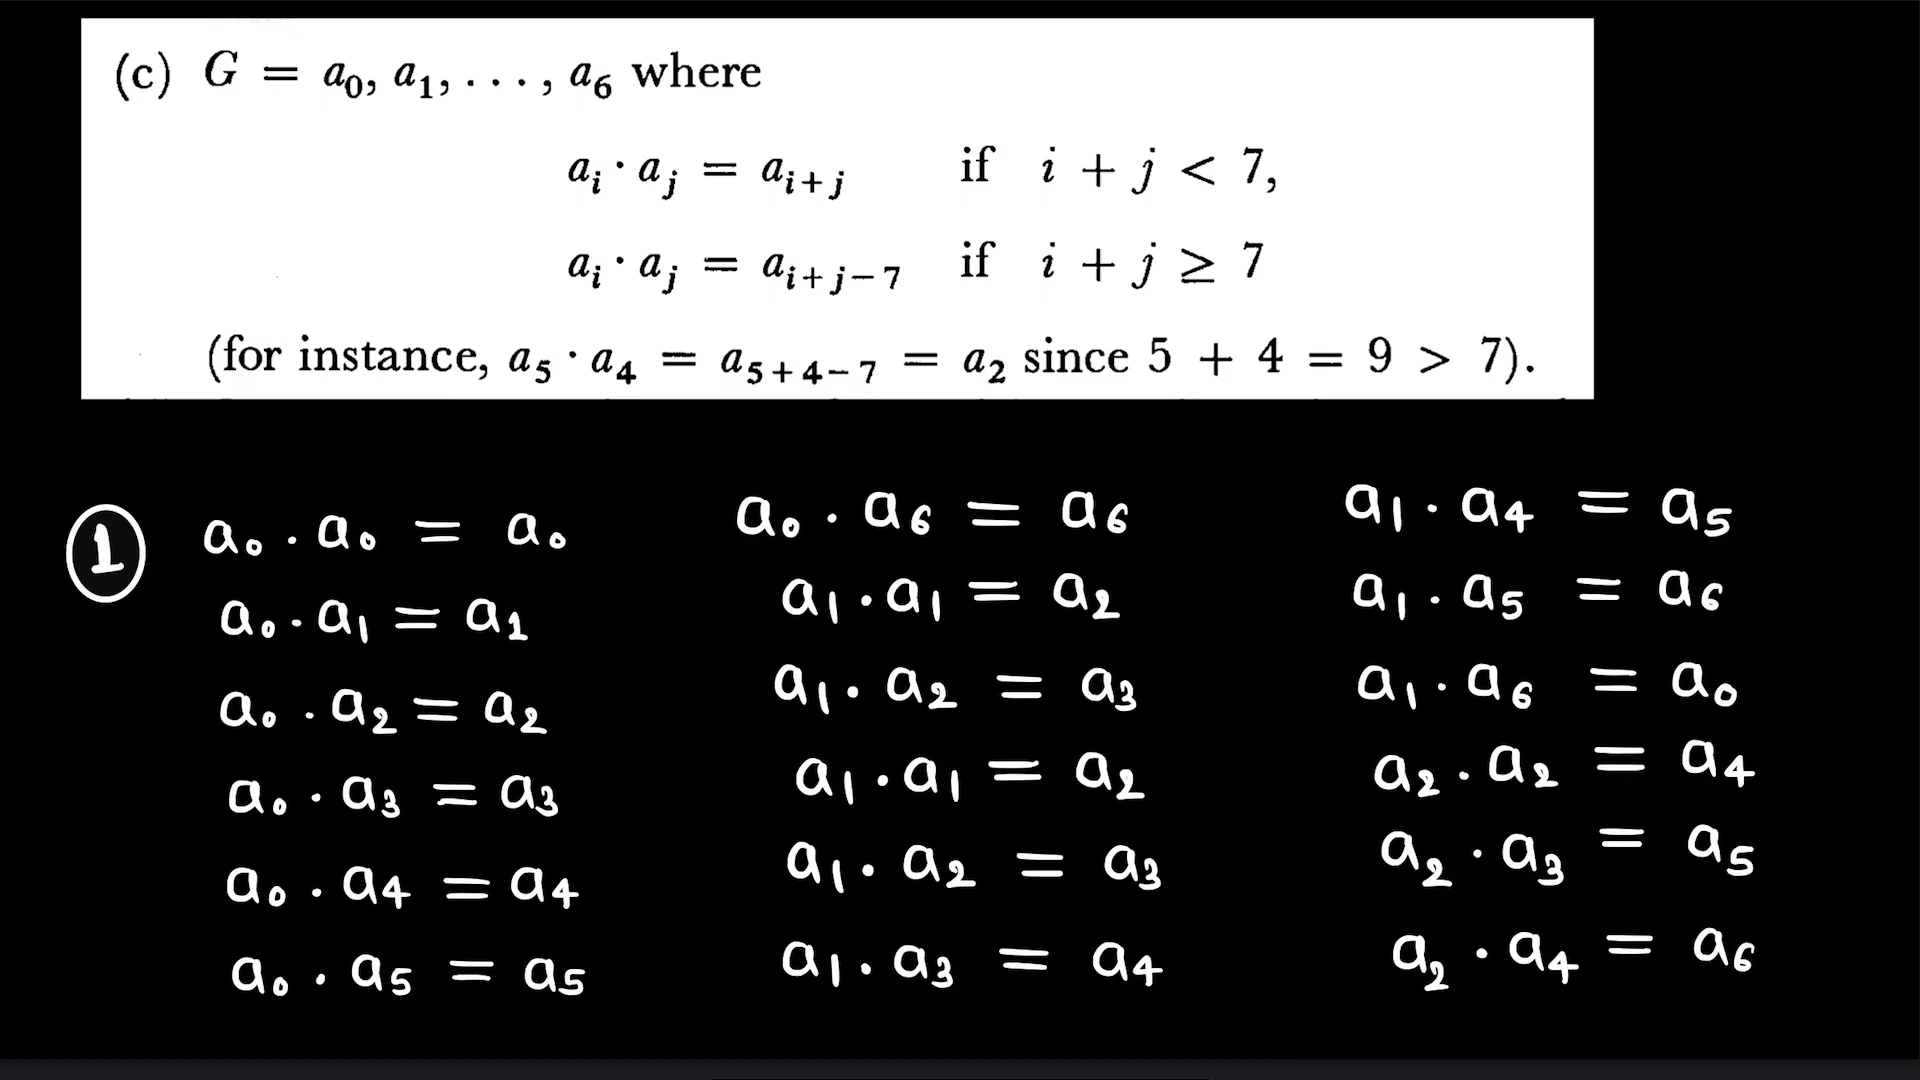 (c) G = a₀, a₁, . . . , a₆ where
aᵢ · aⱼ = aᵢ₊ⱼ if i + j < 7,
aᵢ · aⱼ = aᵢ₊ⱼ₋₇ if i + j ≥ 7
(for instance, a₅ · a₄ = a₅₊₄₋₇ = a₂ since 5 + 4 = 9 > 7).
①
a₀ . a₀ = a₀
a₀ . a₁ = a₁
a₀ . a₂ = a₂
a₀ . a₃ = a₃
a₀ . a₄ = a₄
a₀ . a₅ = a₅
a₀ . a₆ = a₆
a₁ . a₁ = a₂
a₁ . a₂ = a₃
a₁ . a₁ = a₂
a₁ . a₂ = a₃
a₁ . a₃ = a₄
a₁ . a₄ = a₅
a₁ . a₅ = a₆
a₁ . a₆ = a₀
a₂ . a₂ = a₄
a₂ . a₃ = a₅
a₂ . a₄ = a₆